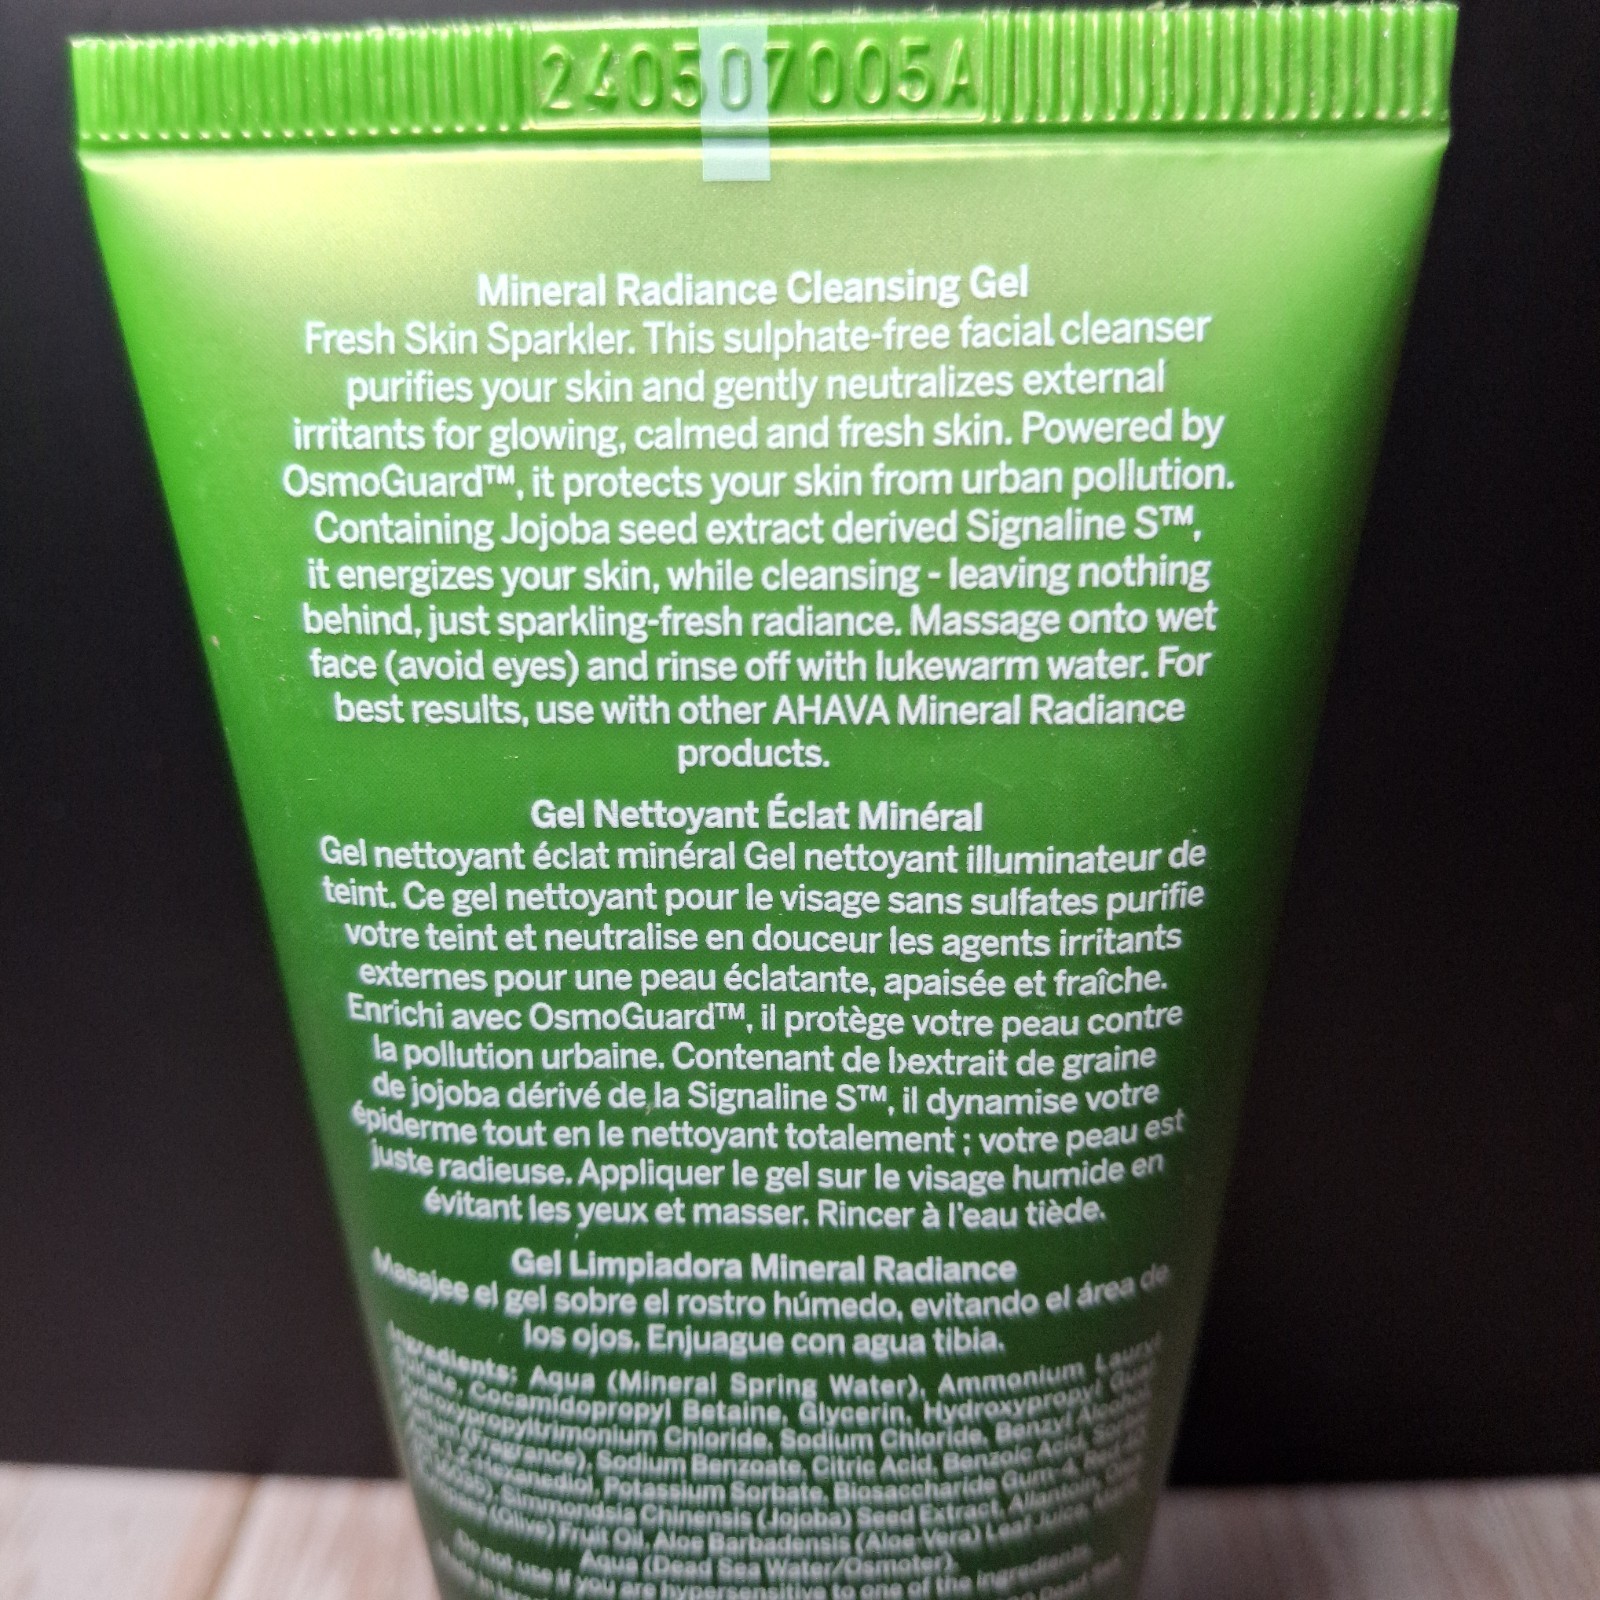 240507005A
Mineral Radiance Cleansing Gel
Fresh Skin Sparkler. This sulphate-free facial cleanser
purifies your skin and gently neutralizes external
irritants for glowing, calmed and fresh skin. Powered by
OsmoGuard™, it protects your skin from urban pollution.
Containing Jojoba seed extract derived Signaline S™,
it energizes your skin, while cleansing - leaving nothing
behind, just sparkling-fresh radiance. Massage onto wet
face (avoid eyes) and rinse off with lukewarm water. For
best results, use with other AHAVA Mineral Radiance
products.
Gel Nettoyant Éclat Minéral
Gel nettoyant éclat minéral Gel nettoyant illuminateur de
teint. Ce gel nettoyant pour le visage sans sulfates purifie
votre teint et neutralise en douceur les agents irritants
externes pour une peau éclatante, apaisée et fraîche.
Enrichi avec OsmoGuard™, il protège votre peau contre
la pollution urbaine. Contenant de l›extrait de graine
de jojoba dérivé de la Signaline S™, il dynamise votre
épiderme tout en le nettoyant totalement ; votre peau est
juste radieuse. Appliquer le gel sur le visage humide en
évitant les yeux et masser. Rincer à l'eau tiède.
Gel Limpiadora Mineral Radiance
Masajee el gel sobre el rostro húmedo, evitando el área de
los ojos. Enjuague con agua tibia.
Ingredients: Aqua (Mineral Spring Water), Ammonium Lauryl
Sulfate, Cocamidopropyl Betaine, Glycerin, Hydroxypropyl Guar
Hydroxypropyltrimonium Chloride, Sodium Chloride, Benzyl Alcohol,
Parfum (Fragrance), Sodium Benzoate, Citric Acid, Benzoic Acid, Sorbic
1,2-Hexanediol, Potassium Sorbate, Biosaccharide Gum-4, Red 40
Simmondsia Chinensis (Jojoba) Seed Extract, Allantoin, Olea
(Olive) Fruit Oil, Aloe Barbadensis (Aloe Vera) Leaf Juice, Maris
Aqua (Dead Sea Water/Osmoter).
Do not use if you are hypersensitive to one of the ingredients.